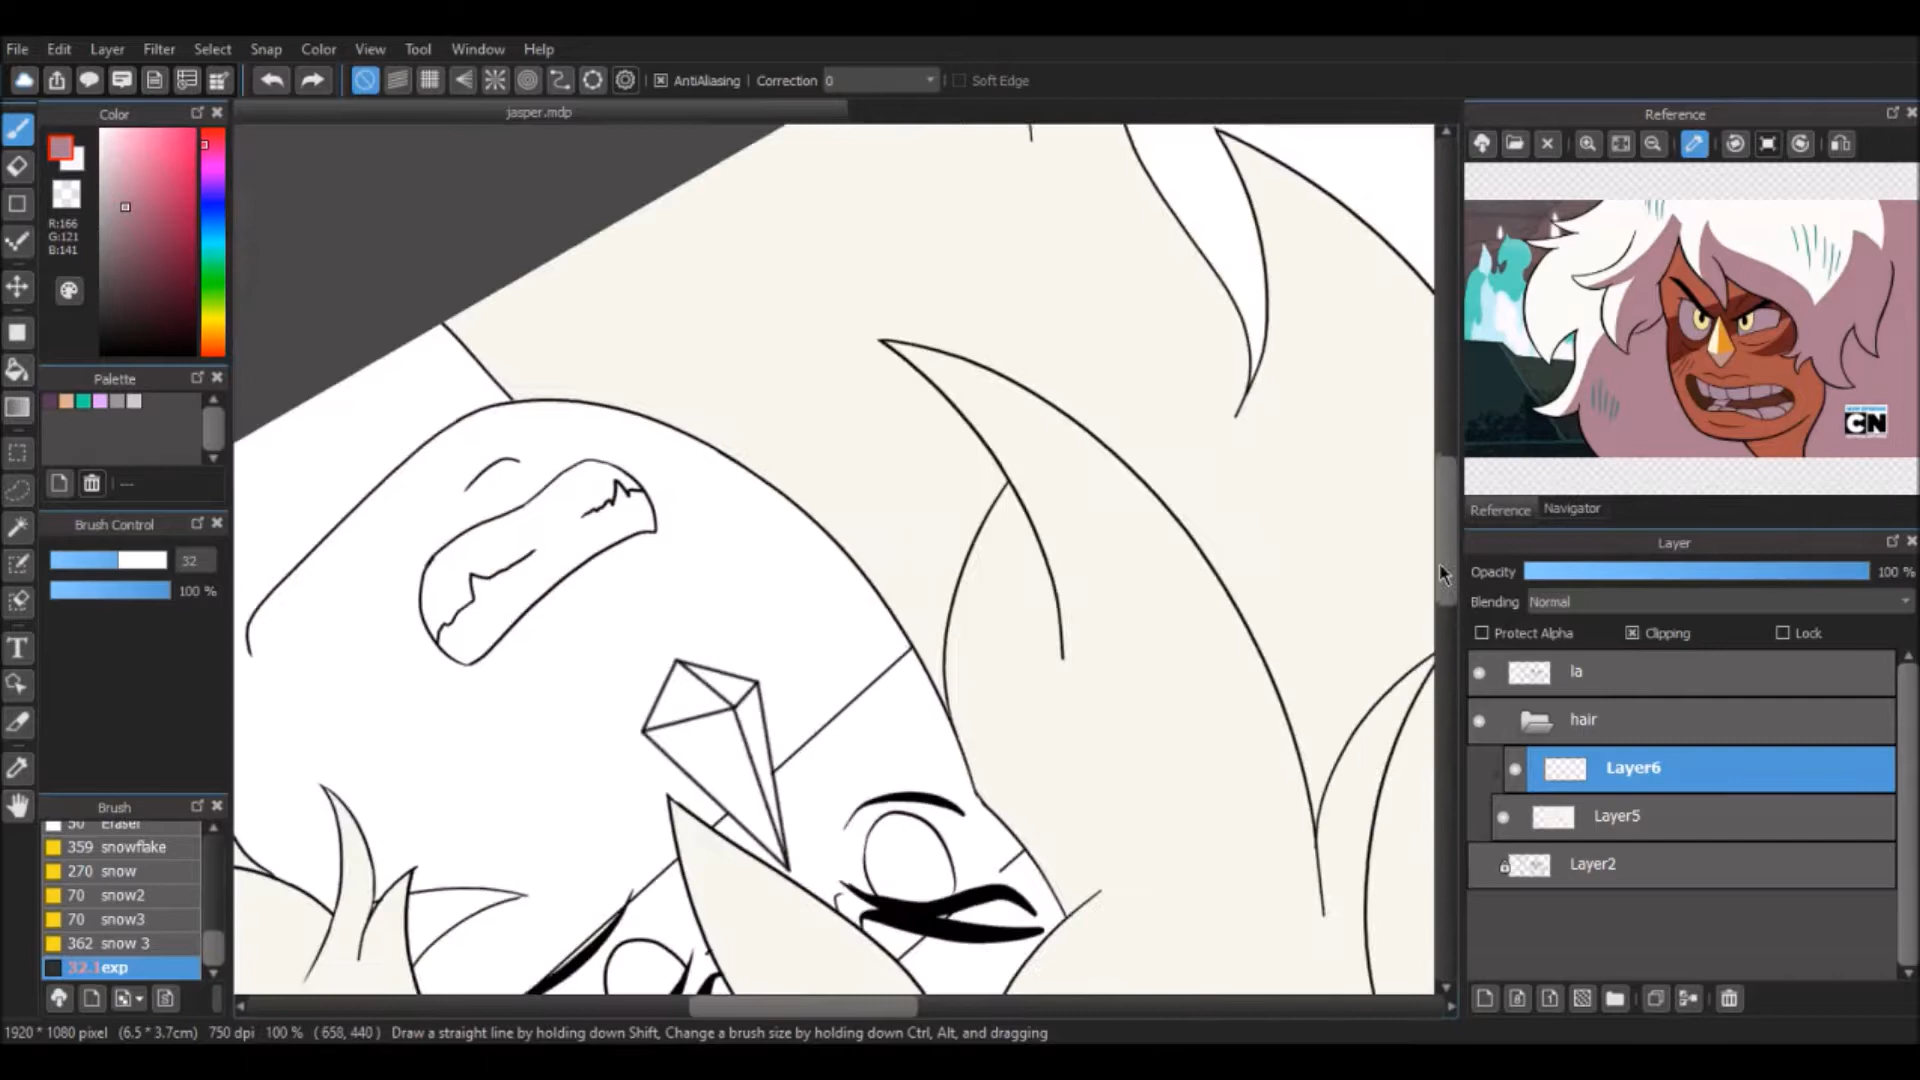 File Edit Layer Filter Select Snap Color View Tool Window Help
AntiAliasing Correction 0 Soft Edge
Color
jasper.mdp
Reference
R:166
G:121
B:141
Palette
---
Brush Control
32
100 %
Brush
50 Eraser
359 snowflake
270 snow
70 snow2
70 snow3
362 snow 3
32.1 exp
CN
Reference Navigator
Layer
Opacity 100 %
Blending Normal
Protect Alpha Clipping Lock
la
hair
Layer6
Layer5
Layer2
T
1920 * 1080 pixel (6.5 * 3.7cm) 750 dpi 100 % ( 658, 440 ) Draw a straight line by holding down Shift, Change a brush size by holding down Ctrl, Alt, and dragging